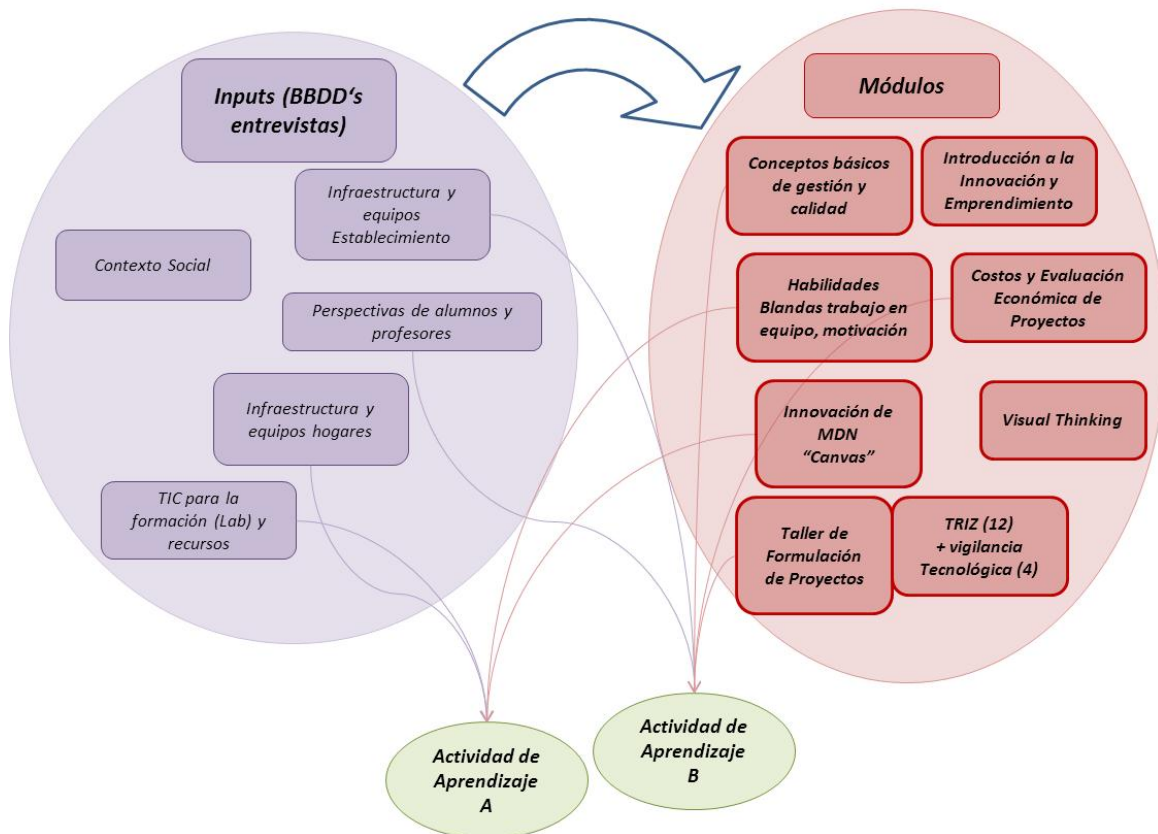 Inputs (BBDD‘s
entrevistas)
Infraestructura y
equipos
Establecimiento
Contexto Social
Perspectivas de alumnos y
profesores
Infraestructura y
equipos hogares
TIC para la
formación (Lab) y
recursos
Módulos
Conceptos básicos
de gestión y
calidad
Introducción a la
Innovación y
Emprendimiento
Habilidades
Blandas trabajo en
equipo, motivación
Costos y Evaluación
Económica de
Proyectos
Innovación de
MDN
“Canvas”
Visual Thinking
Taller de
Formulación
de Proyectos
TRIZ (12)
+ vigilancia
Tecnológica (4)
Actividad de
Aprendizaje
A
Actividad de
Aprendizaje
B